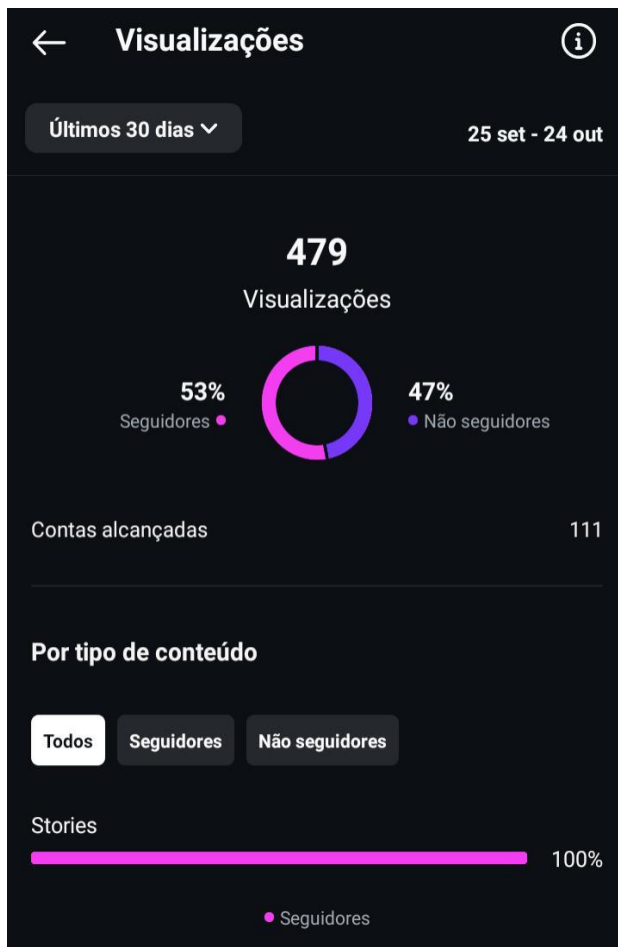 Visualizações
Últimos 30 dias
25 set - 24 out
479
Visualizações
53%
Seguidores
47%
Não seguidores
Contas alcançadas
111
Por tipo de conteúdo
Todos
Seguidores
Não seguidores
Stories
100%
Seguidores